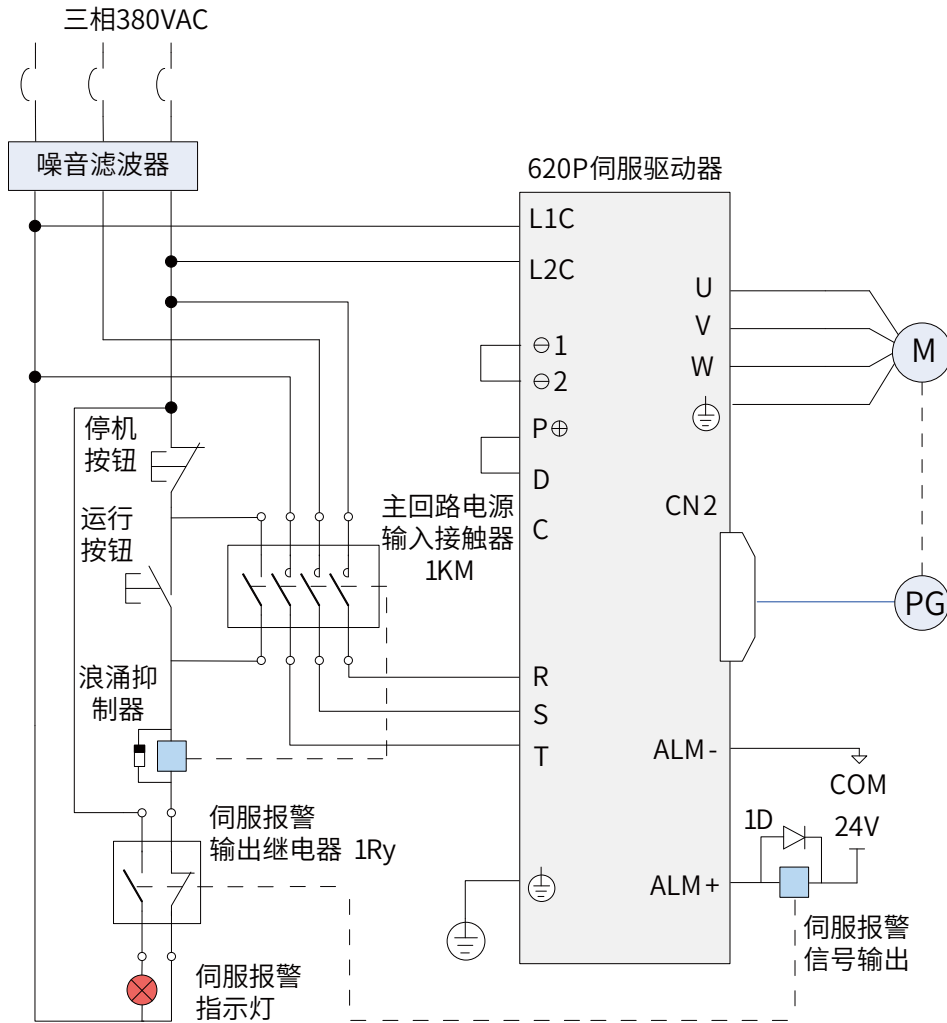 三相380VAC
噪音滤波器
620P伺服驱动器
L1C
L2C
⊖1
⊖2
P⊕
D
C
R
S
T
U
V
W
CN2
ALM-
ALM+
M
PG
COM
1D
24V
伺服报警
信号输出
停机
按钮
运行
按钮
主回路电源
输入接触器
1KM
浪涌抑
制器
伺服报警
输出继电器 1Ry
伺服报警
指示灯